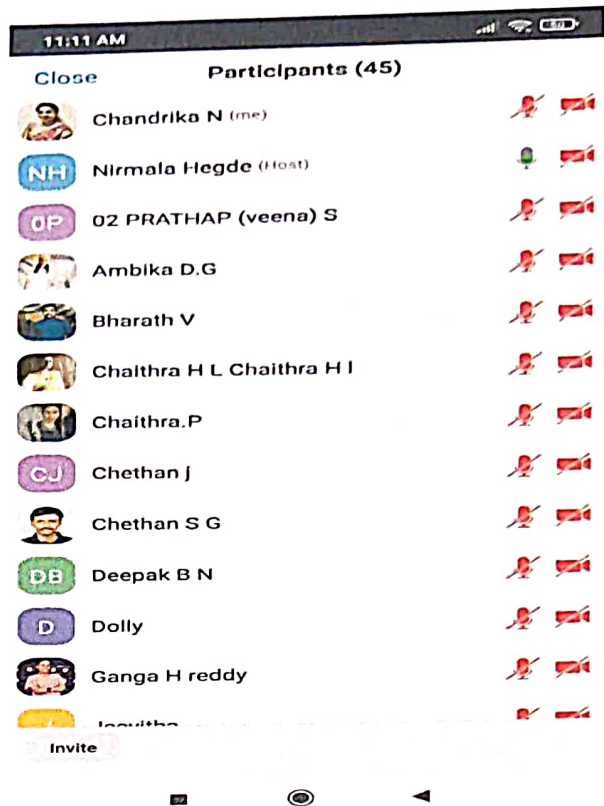 11:11 AM
Close Participants (45)
Chandrika N (me)
NH Nirmala Hegde (Host)
0P 02 PRATHAP (veena) S
Ambika D.G
Bharath V
Chaithra H L Chaithra H l
Chaithra.P
CJ Chethan j
Chethan S G
DB Deepak B N
D Dolly
Ganga H reddy
Invite